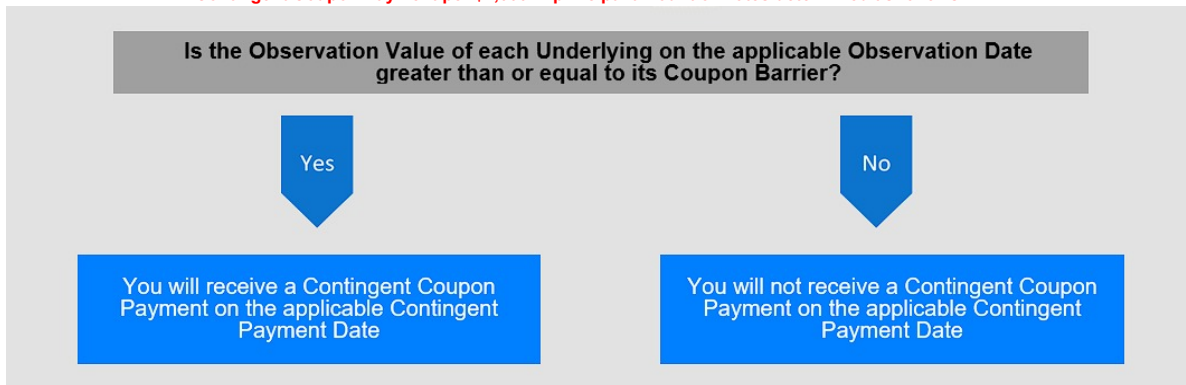 Is the Observation Value of each Underlying on the applicable Observation Date
greater than or equal to its Coupon Barrier?
Yes
No
You will receive a Contingent Coupon
Payment on the applicable Contingent
Payment Date
You will not receive a Contingent Coupon
Payment on the applicable Contingent
Payment Date